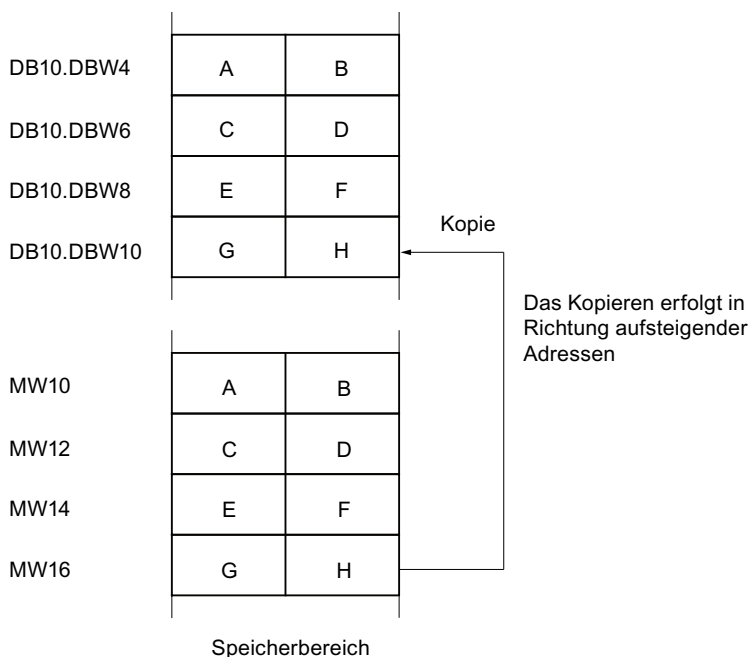 DB10.DBW4 A B
DB10.DBW6 C D
DB10.DBW8 E F
DB10.DBW10 G H
Kopie
Das Kopieren erfolgt in
Richtung aufsteigender
Adressen
MW10 A B
MW12 C D
MW14 E F
MW16 G H
Speicherbereich